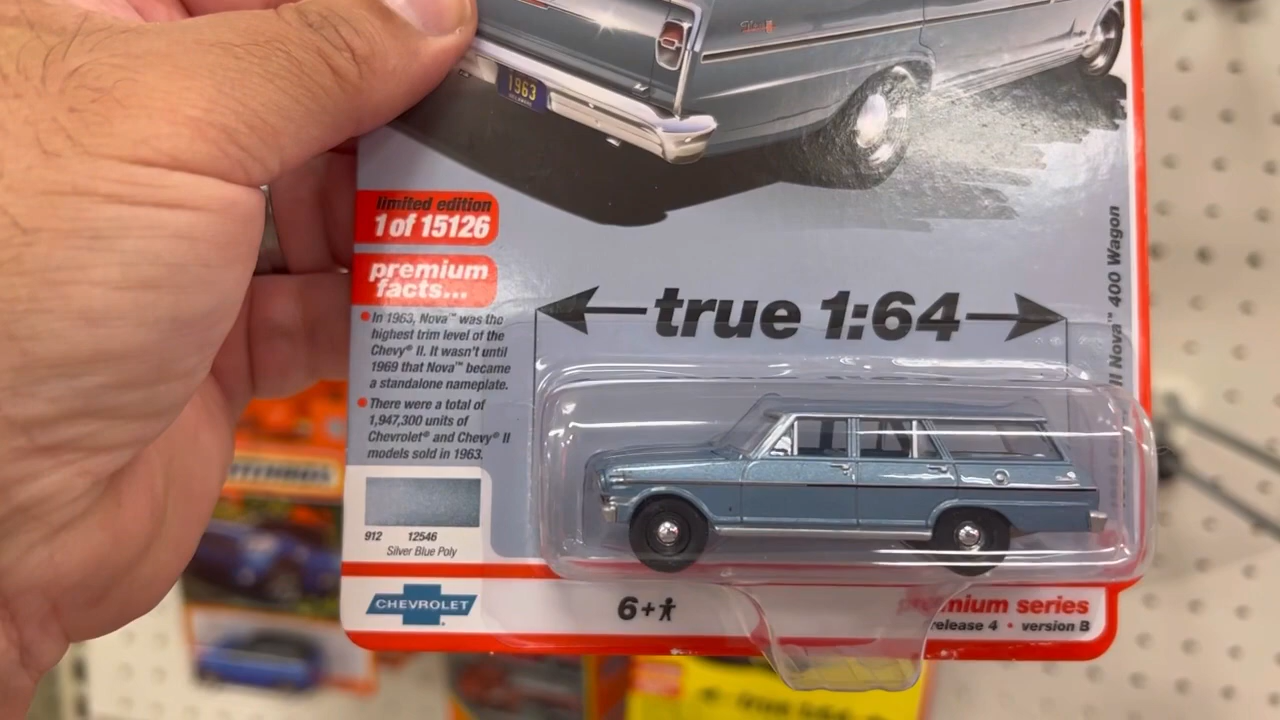 1963
limited edition
1 of 15126
premium
facts...
In 1963, Nova™ was the
highest trim level of the
Chevy® II. It wasn't until
1969 that Nova™ became
a standalone nameplate.
There were a total of
1,947,300 units of
Chevrolet® and Chevy® II
models sold in 1963.
true 1:64
II Nova™ 400 Wagon
912 12546
Silver Blue Poly
CHEVROLET
6+
premium series
release 4 • version B